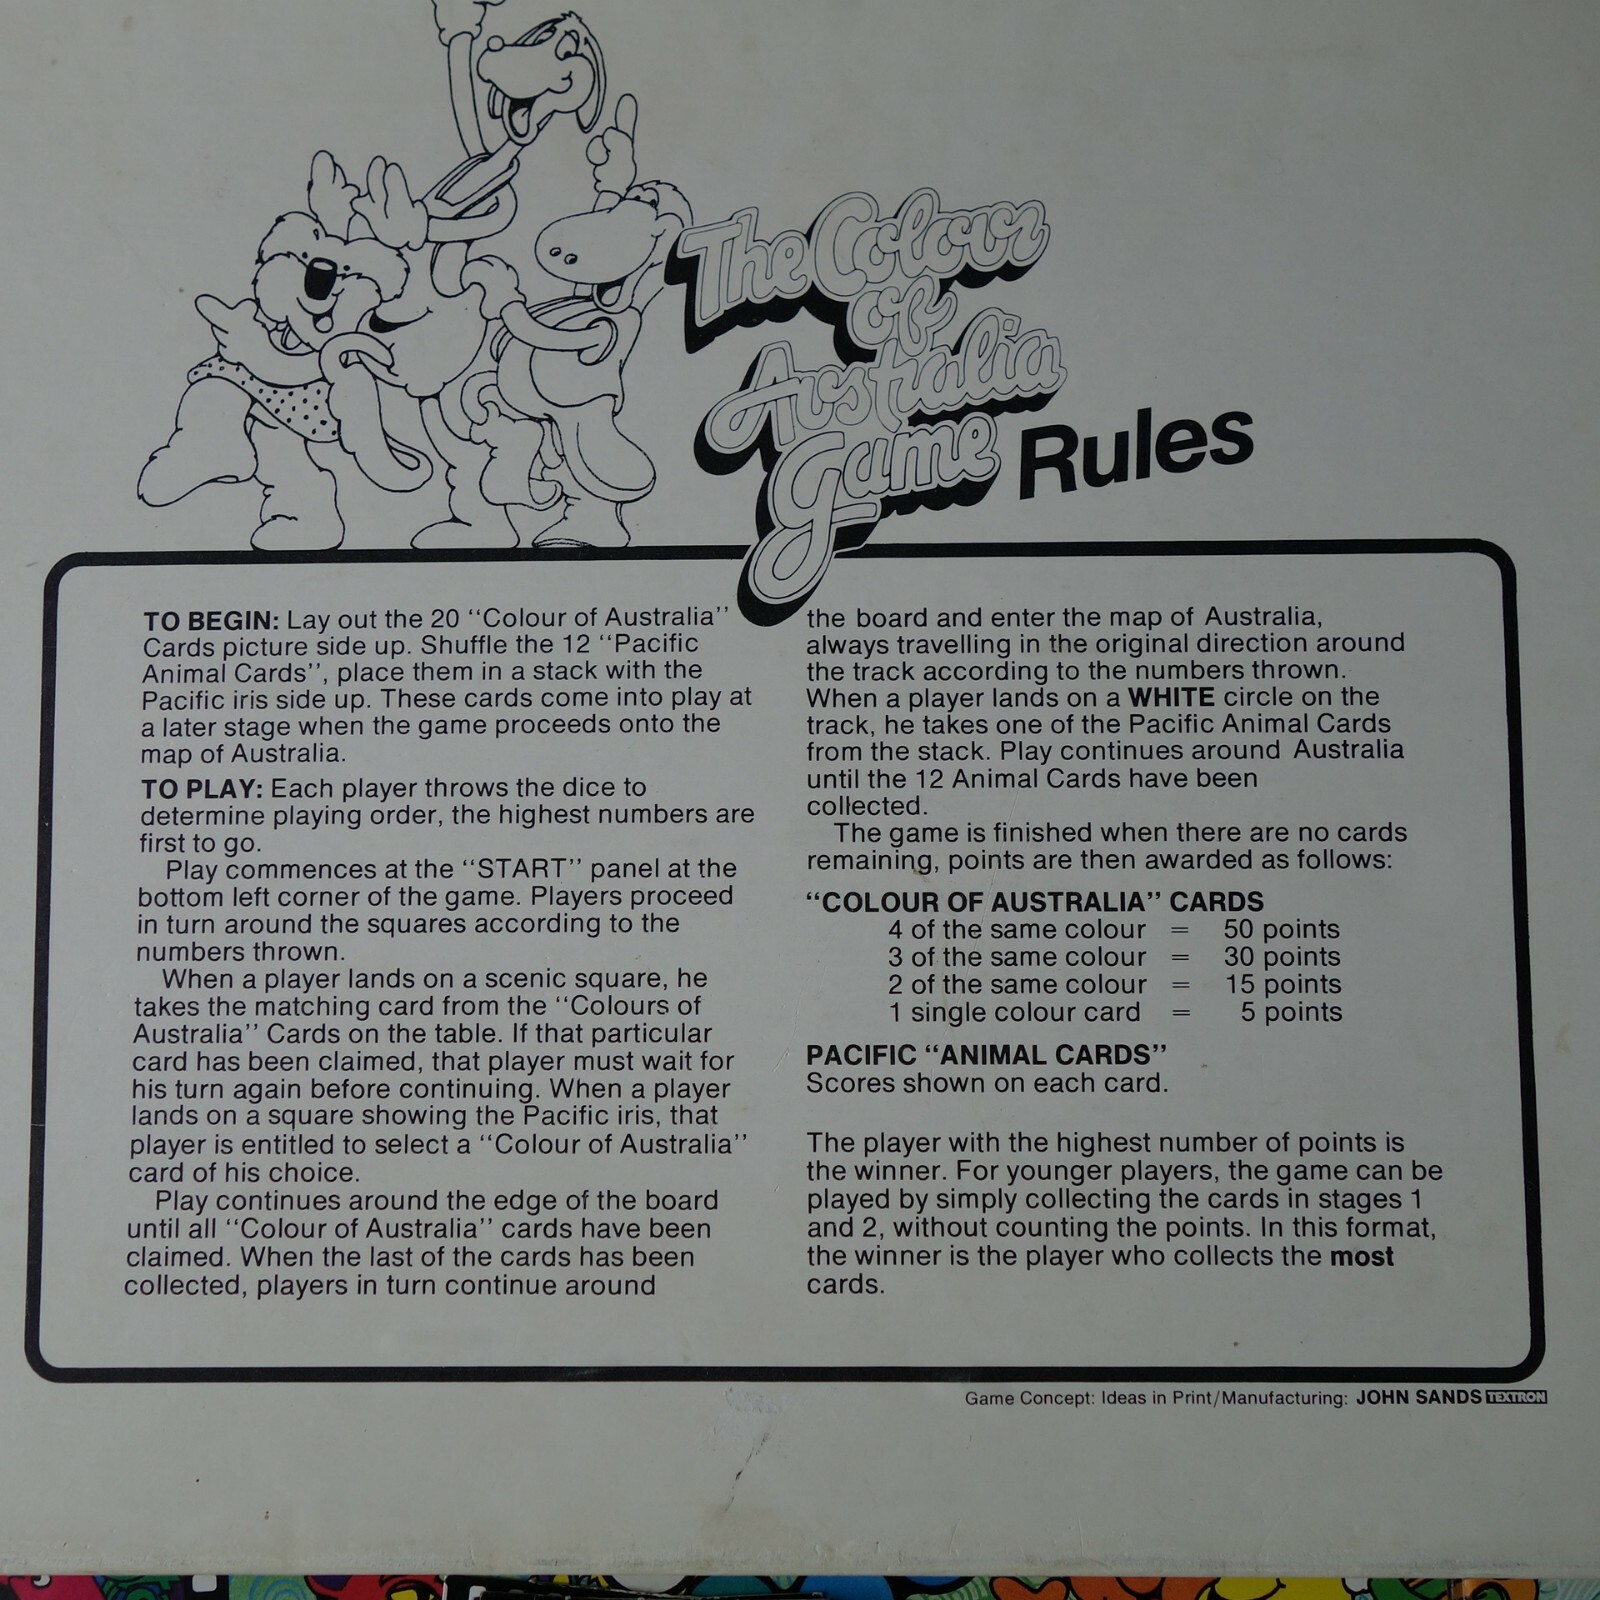 The Colour
of
Australia
Game Rules
TO BEGIN: Lay out the 20 "Colour of Australia"
Cards picture side up. Shuffle the 12 "Pacific
Animal Cards", place them in a stack with the
Pacific iris side up. These cards come into play at
a later stage when the game proceeds onto the
map of Australia.
TO PLAY: Each player throws the dice to
determine playing order, the highest numbers are
first to go.
Play commences at the "START" panel at the
bottom left corner of the game. Players proceed
in turn around the squares according to the
numbers thrown.
When a player lands on a scenic square, he
takes the matching card from the "Colours of
Australia" Cards on the table. If that particular
card has been claimed, that player must wait for
his turn again before continuing. When a player
lands on a square showing the Pacific iris, that
player is entitled to select a "Colour of Australia"
card of his choice.
Play continues around the edge of the board
until all "Colour of Australia" cards have been
claimed. When the last of the cards has been
collected, players in turn continue around
the board and enter the map of Australia,
always travelling in the original direction around
the track according to the numbers thrown.
When a player lands on a WHITE circle on the
track, he takes one of the Pacific Animal Cards
from the stack. Play continues around Australia
until the 12 Animal Cards have been
collected.
The game is finished when there are no cards
remaining, points are then awarded as follows:
"COLOUR OF AUSTRALIA" CARDS
4 of the same colour = 50 points
3 of the same colour = 30 points
2 of the same colour = 15 points
1 single colour card = 5 points
PACIFIC "ANIMAL CARDS"
Scores shown on each card.
The player with the highest number of points is
the winner. For younger players, the game can be
played by simply collecting the cards in stages 1
and 2, without counting the points. In this format,
the winner is the player who collects the most
cards.
Game Concept: Ideas in Print/Manufacturing: JOHN SANDS TEXTRON